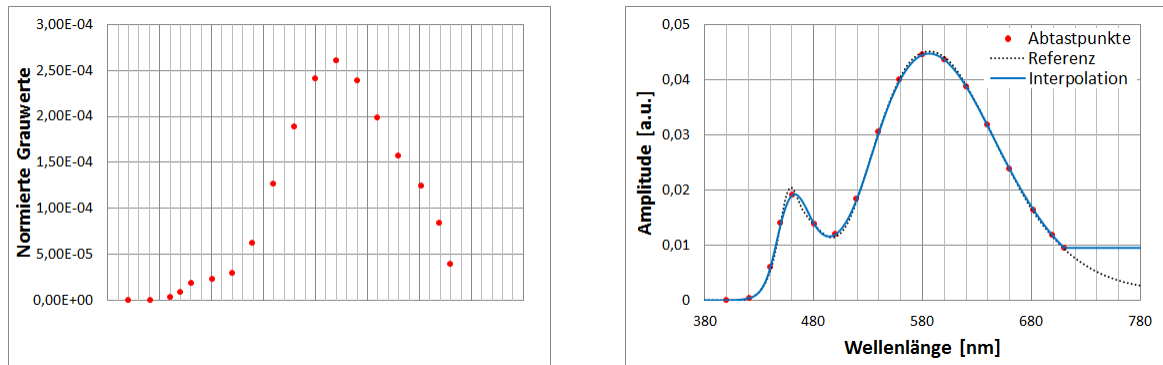 Normierte Grauwerte
3,00E-04
2,50E-04
2,00E-04
1,50E-04
1,00E-04
5,00E-05
0,00E+00
Amplitude [a.u.]
0,05
0,04
0,03
0,02
0,01
0
Abtastpunkte
Referenz
Interpolation
380 480 580 680 780
Wellenlänge [nm]